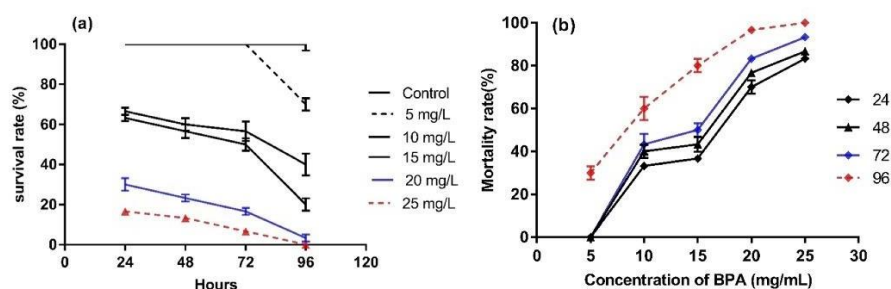 (a)
survival rate (%)
100
80
60
40
20
0
0 24 48 72 96 120
Hours
Control
5 mg/L
10 mg/L
15 mg/L
20 mg/L
25 mg/L
(b)
Mortality rate(%)
100
80
60
40
20
0
0 5 10 15 20 25 30
Concentration of BPA (mg/mL)
24
48
72
96